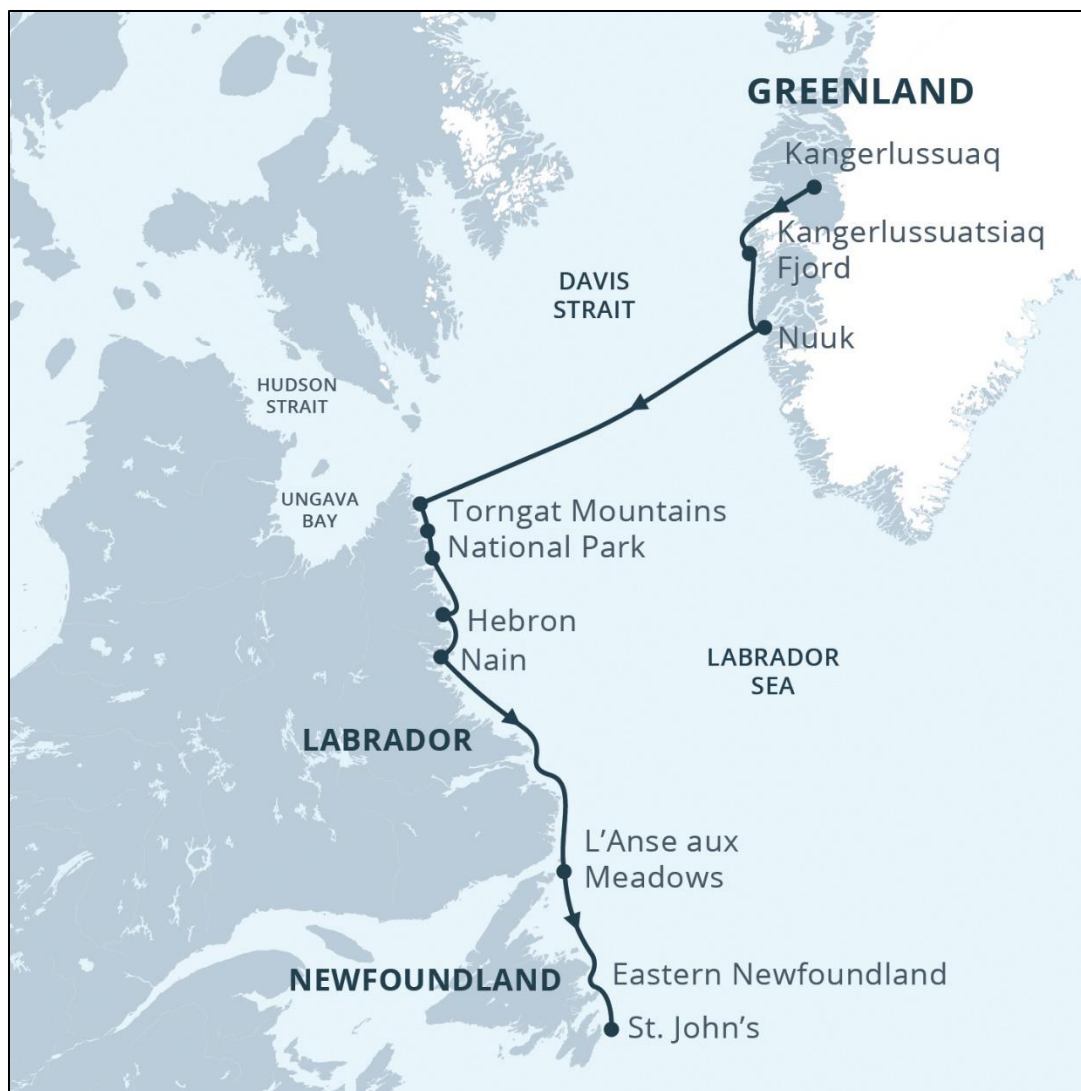 GREENLAND
Kangerlussuaq
Kangerlussuatsiaq
Fjord
DAVIS
STRAIT
Nuuk
HUDSON
STRAIT
UNGAVA
BAY
Torngat Mountains
National Park
Hebron
Nain
LABRADOR
SEA
LABRADOR
L’Anse aux
Meadows
Eastern Newfoundland
NEWFOUNDLAND
St. John’s